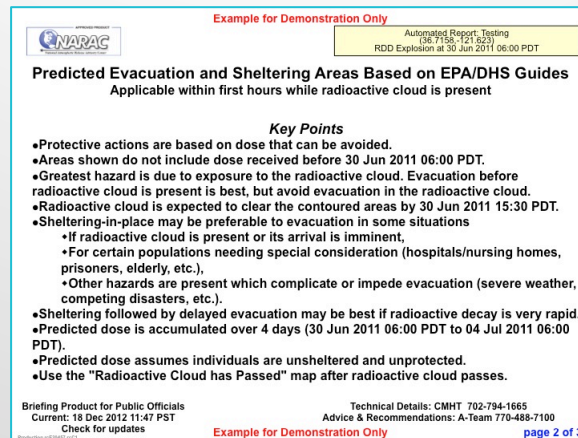 Example for Demonstration Only
NARAC
Automated Report: Testing
(36.7158,-121.623)
RDD Explosion at 30 Jun 2011 06:00 PDT
Predicted Evacuation and Sheltering Areas Based on EPA/DHS Guides
Applicable within first hours while radioactive cloud is present
Key Points
●Protective actions are based on dose that can be avoided.
●Areas shown do not include dose received before 30 Jun 2011 06:00 PDT.
●Greatest hazard is due to exposure to the radioactive cloud. Evacuation before
radioactive cloud is present is best, but avoid evacuation in the radioactive cloud.
●Radioactive cloud is expected to clear the contoured areas by 30 Jun 2011 15:30 PDT.
●Sheltering-in-place may be preferable to evacuation in some situations
◆If radioactive cloud is present or its arrival is imminent,
◆For certain populations needing special consideration (hospitals/nursing homes,
prisoners, elderly, etc.),
◆Other hazards are present which complicate or impede evacuation (severe weather,
competing disasters, etc.).
●Sheltering followed by delayed evacuation may be best if radioactive decay is very rapid.
●Predicted dose is accumulated over 4 days (30 Jun 2011 06:00 PDT to 04 Jul 2011 06:00
PDT).
●Predicted dose assumes individuals are unsheltered and unprotected.
●Use the "Radioactive Cloud has Passed" map after radioactive cloud passes.
Briefing Product for Public Officials
Current: 18 Dec 2012 11:47 PST
Check for updates
Technical Details: CMHT 702-794-1665
Advice & Recommendations: A-Team 770-488-7100
Example for Demonstration Only
page 2 of 3